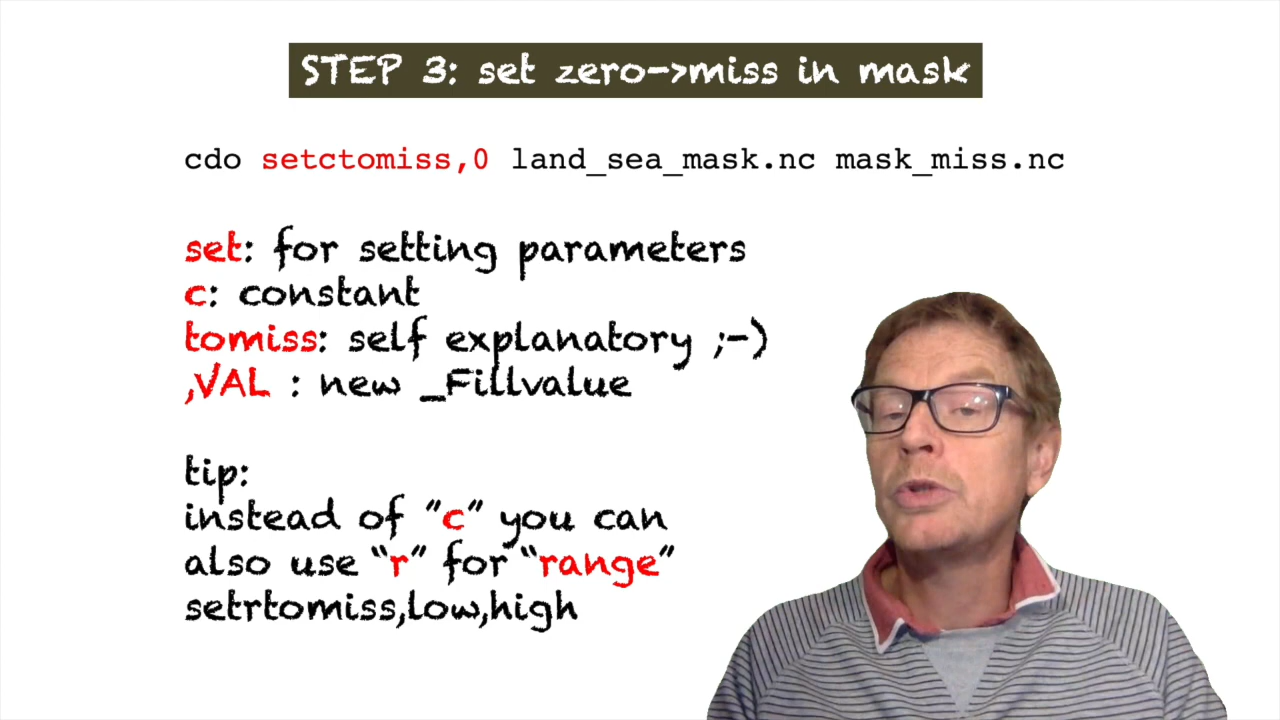 STEP 3: set zero->miss in mask
cdo setctomiss,0 land_sea_mask.nc mask_miss.nc
set: for setting parameters
c: constant
tomiss: self explanatory ;-)
,VAL : new _Fillvalue
tip:
instead of "c" you can
also use "r" for "range"
setrtomiss,low,high